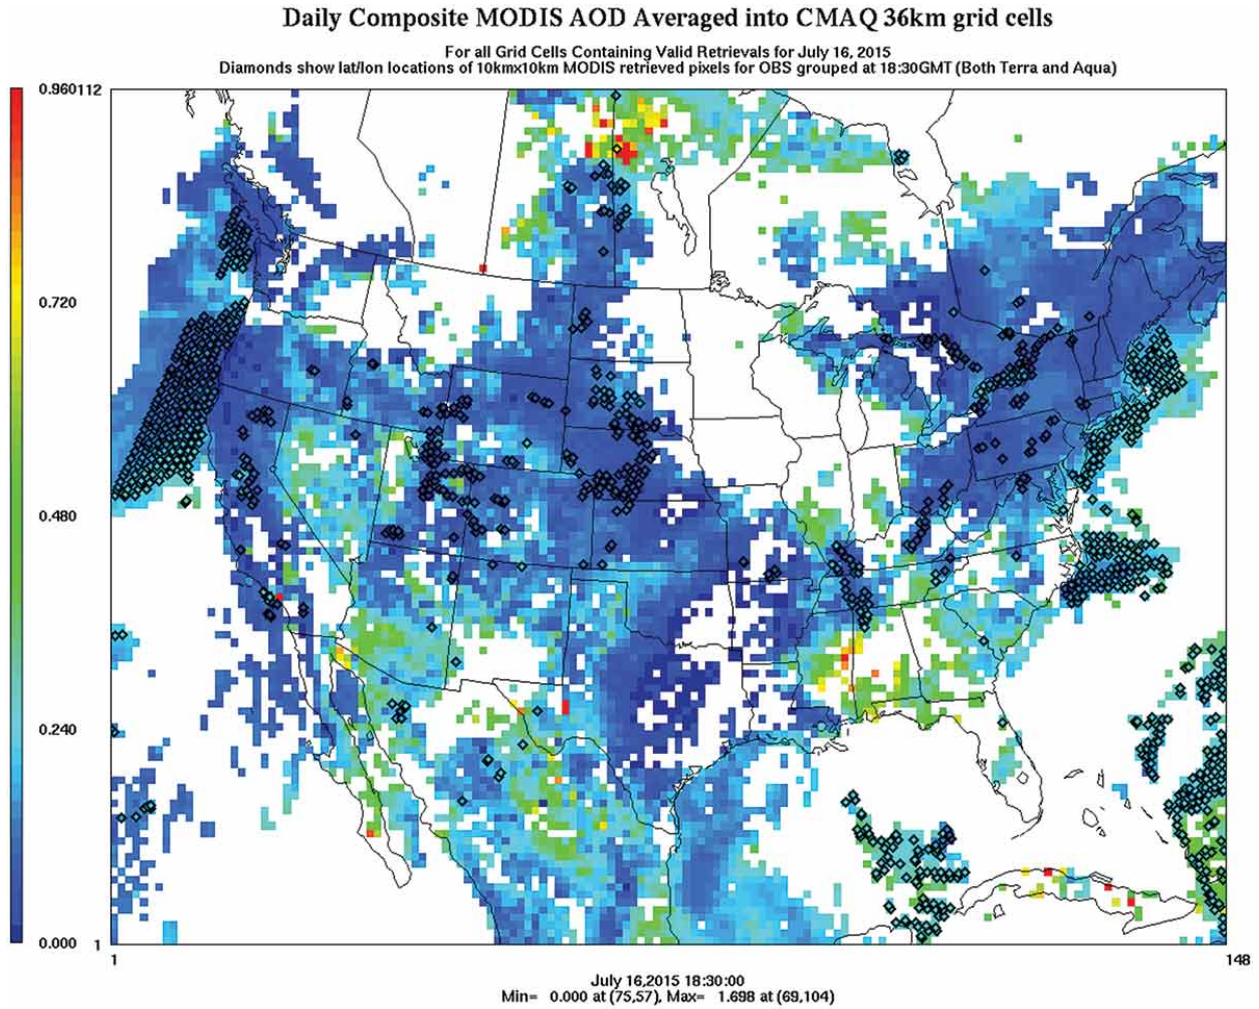 Daily Composite MODIS AOD Averaged into CMAQ 36km grid cells
For all Grid Cells Containing Valid Retrievals for July 16, 2015
Diamonds show lat/lon locations of 10kmx10km MODIS retrieved pixels for OBS grouped at 18:30GMT (Both Terra and Aqua)
0.960112
0.720
0.480
0.240
0.000 1
1 148
July 16,2015 18:30:00
Min= 0.000 at (75,57), Max= 1.698 at (69,104)